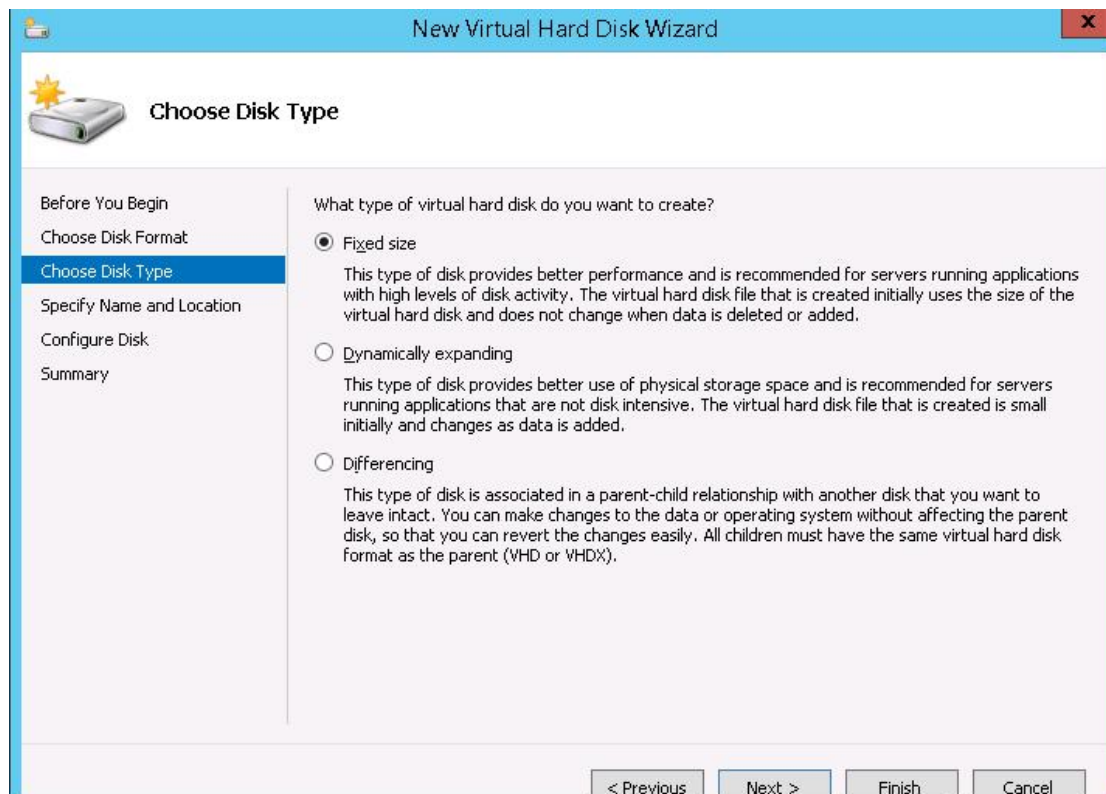 New Virtual Hard Disk Wizard
x
Choose Disk Type
Before You Begin
Choose Disk Format
Choose Disk Type
Specify Name and Location
Configure Disk
Summary
What type of virtual hard disk do you want to create?
Fixed size
This type of disk provides better performance and is recommended for servers running applications
with high levels of disk activity. The virtual hard disk file that is created initially uses the size of the
virtual hard disk and does not change when data is deleted or added.
Dynamically expanding
This type of disk provides better use of physical storage space and is recommended for servers
running applications that are not disk intensive. The virtual hard disk file that is created is small
initially and changes as data is added.
Differencing
This type of disk is associated in a parent-child relationship with another disk that you want to
leave intact. You can make changes to the data or operating system without affecting the parent
disk, so that you can revert the changes easily. All children must have the same virtual hard disk
format as the parent (VHD or VHDX).
< Previous
Next >
Finish
Cancel